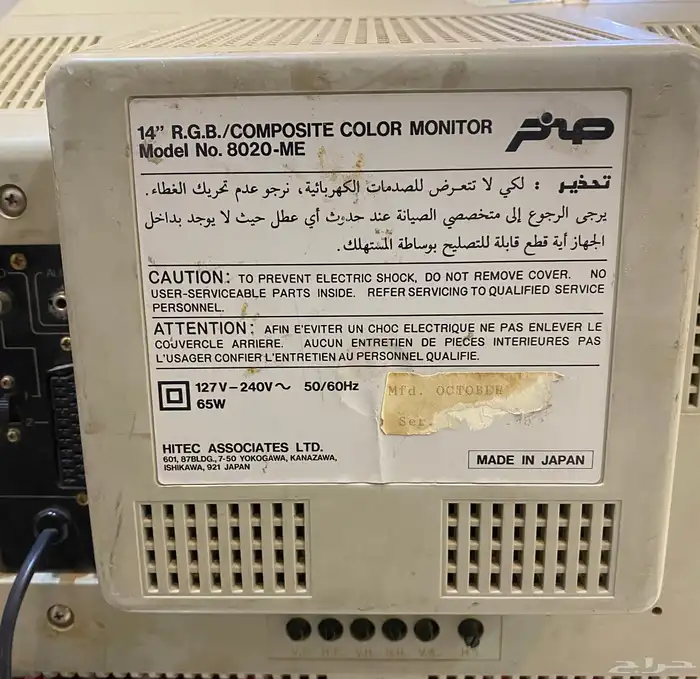 14" R.G.B./COMPOSITE COLOR MONITOR
Model No. 8020-ME
صخر
تحذير : لكي لا تتعرض للصدمات الكهربائية، نرجو عدم تحريك الغطاء.
يرجى الرجوع إلى متخصصي الصيانة عند حدوث أي عطل حيث لا يوجد بداخل
الجهاز أية قطع قابلة للتصليح بوساطة المستهلك.
CAUTION: TO PREVENT ELECTRIC SHOCK, DO NOT REMOVE COVER. NO
USER-SERVICEABLE PARTS INSIDE. REFER SERVICING TO QUALIFIED SERVICE
PERSONNEL.
ATTENTION: AFIN E'EVITER UN CHOC ELECTRIQUE NE PAS ENLEVER LE
COUVERCLE ARRIERE. AUCUN ENTRETIEN DE PIECES INTERIEURES PAS
L'USAGER CONFIER L'ENTRETIEN AU PERSONNEL QUALIFIE.
127V-240V~ 50/60Hz
65W
Mfd. OCTOBER
Ser.
HITEC ASSOCIATES LTD.
601, 87BLDG., 7-50 YOKOGAWA, KANAZAWA,
ISHIKAWA, 921 JAPAN
MADE IN JAPAN
حراج